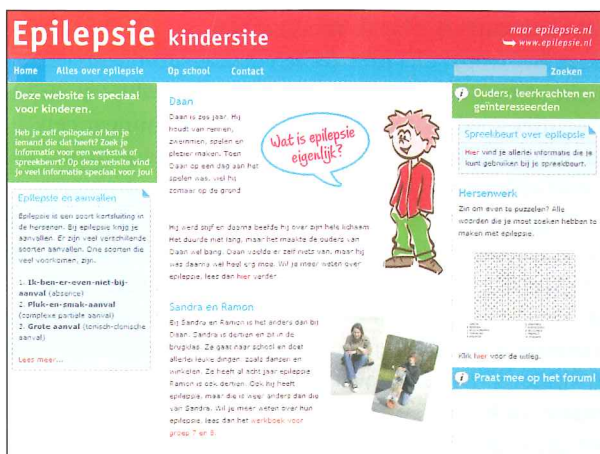 Epilepsie kindersite
naar epilepsie.nl
www.epilepsie.nl
Home Alles over epilepsie Op school Contact Zoeken
Deze website is speciaal
voor kinderen.
Heb je zelf epilepsie of ken je
iemand die dat heeft? Zoek je
informatie voor een werkstuk of
spreekbeurt? Op deze website vind
je veel informatie speciaal voor jou!
Epilepsie en aanvallen
Epilepsie is een soort kortsluiting in
de hersenen. Bij epilepsie krijg je
aanvallen. Er zijn veel verschillende
soorten aanvallen. Drie soorten die
veel voorkomen, zijn:
1. Ik-ben-er-even-niet-bij-
aanval (absence)
2. Pluk-en-smak-aanval
(complexe partiële aanval)
3. Grote aanval (tonisch-clonische
aanval)
Lees meer...
Daan
Daan is zes jaar. Hij
houdt van rennen,
zwemmen, spelen en
plezier maken. Toen
Daan op een dag aan het
spelen was, viel hij
zomaar op de grond.
Wat is epilepsie
eigenlijk?
Hij werd stijf en daarna beefde hij over zijn hele lichaam.
Het duurde niet lang, maar het maakte de ouders van
Daan wel bang. Daan voelde er zelf niets van, maar hij
was daarna wel heel erg moe. Wil je meer weten over
epilepsie, lees dan hier verder.
Sandra en Ramon
Bij Sandra en Ramon is het anders dan bij
Daan. Sandra is dertien en zit in de
brugklas. Ze gaat naar school en doet
allerlei leuke dingen, zoals dansen en
winkelen. Ze heeft al acht jaar epilepsie.
Ramon is ook dertien. Ook hij heeft
epilepsie, maar die is weer anders dan die
van Sandra. Wil je meer weten over hun
epilepsie, lees dan het werkboek voor
groep 7 en 8.
Ouders, leerkrachten en
geïnteresseerden
Spreekbeurt over epilepsie
Hier vind je allerlei informatie die je
kunt gebruiken bij je spreekbeurt.
Hersenwerk
Zin om even te puzzelen? Alle
woorden die je moet zoeken hebben te
maken met epilepsie.
Klik hier voor de uitleg.
Praat mee op het forum!